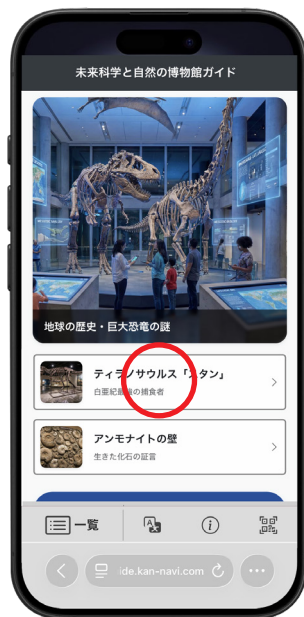 未来科学と自然の博物館ガイド
地球の歴史・巨大恐竜の謎
ティラノサウルス「スタン」
白亜紀最強の捕食者
アンモナイトの壁
生きた化石の証言
一覧
ide.kan-navi.com